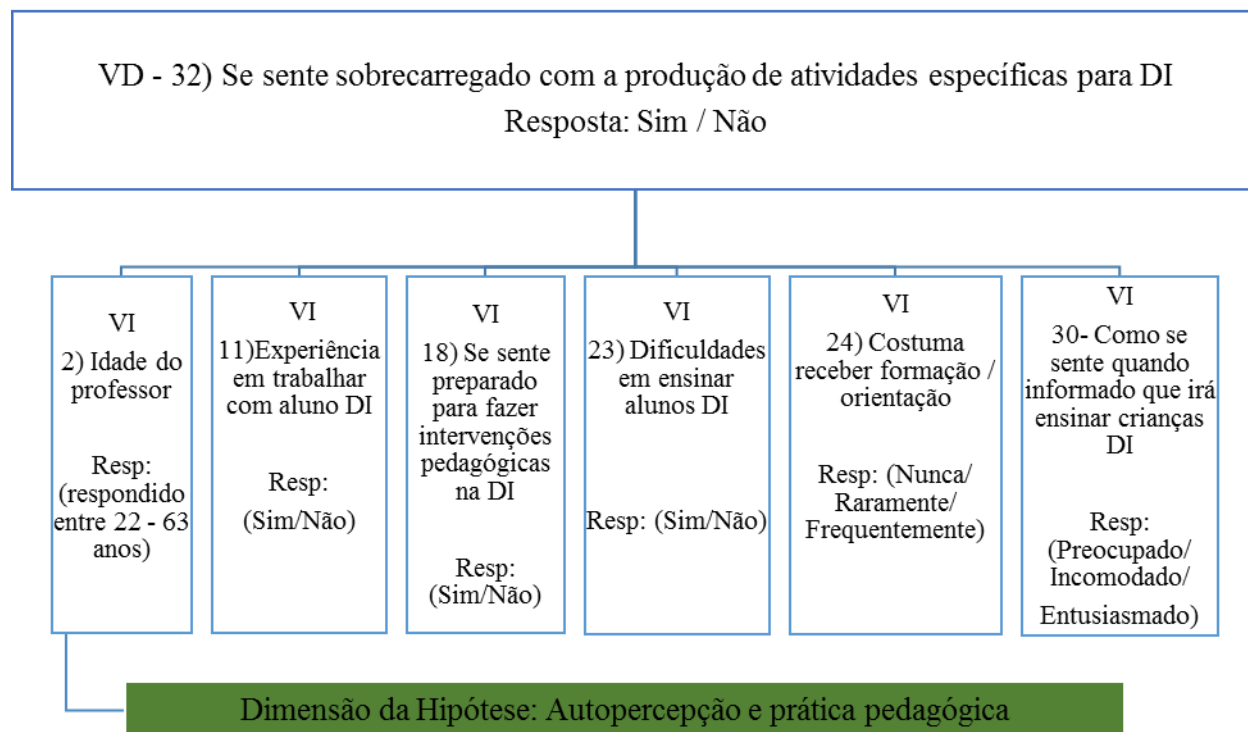 VD - 32) Se sente sobrecarregado com a produção de atividades específicas para DI
Resposta: Sim / Não
VI
2) Idade do
professor
Resp:
(respondido
entre 22 - 63
anos)
VI
11)Experiência
em trabalhar
com aluno DI
Resp:
(Sim/Não)
VI
18) Se sente
preparado
para fazer
intervenções
pedagógicas
na DI
Resp:
(Sim/Não)
VI
23) Dificuldades
em ensinar
alunos DI
Resp: (Sim/Não)
VI
24) Costuma
receber formação /
orientação
Resp: (Nunca/
Raramente/
Frequentemente)
VI
30- Como se
sente quando
informado que irá
ensinar crianças
DI
Resp:
(Preocupado/
Incomodado/
Entusiasmado)
Dimensão da Hipótese: Autopercepção e prática pedagógica